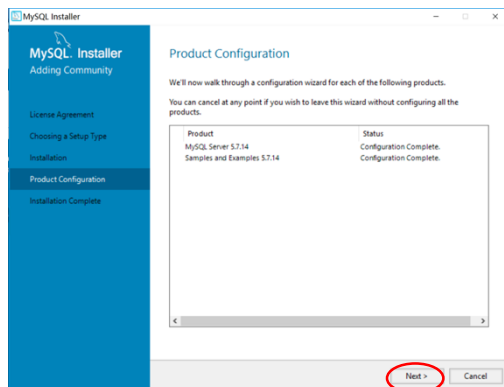 MySQL Installer
MySQL. Installer
Adding Community
License Agreement
Choosing a Setup Type
Installation
Product Configuration
Installation Complete
Product Configuration
We'll now walk through a configuration wizard for each of the following products.
You can cancel at any point if you wish to leave this wizard without configuring all the
products.
Product Status
MySQL Server 5.7.14 Configuration Complete.
Samples and Examples 5.7.14 Configuration Complete.
Next > Cancel